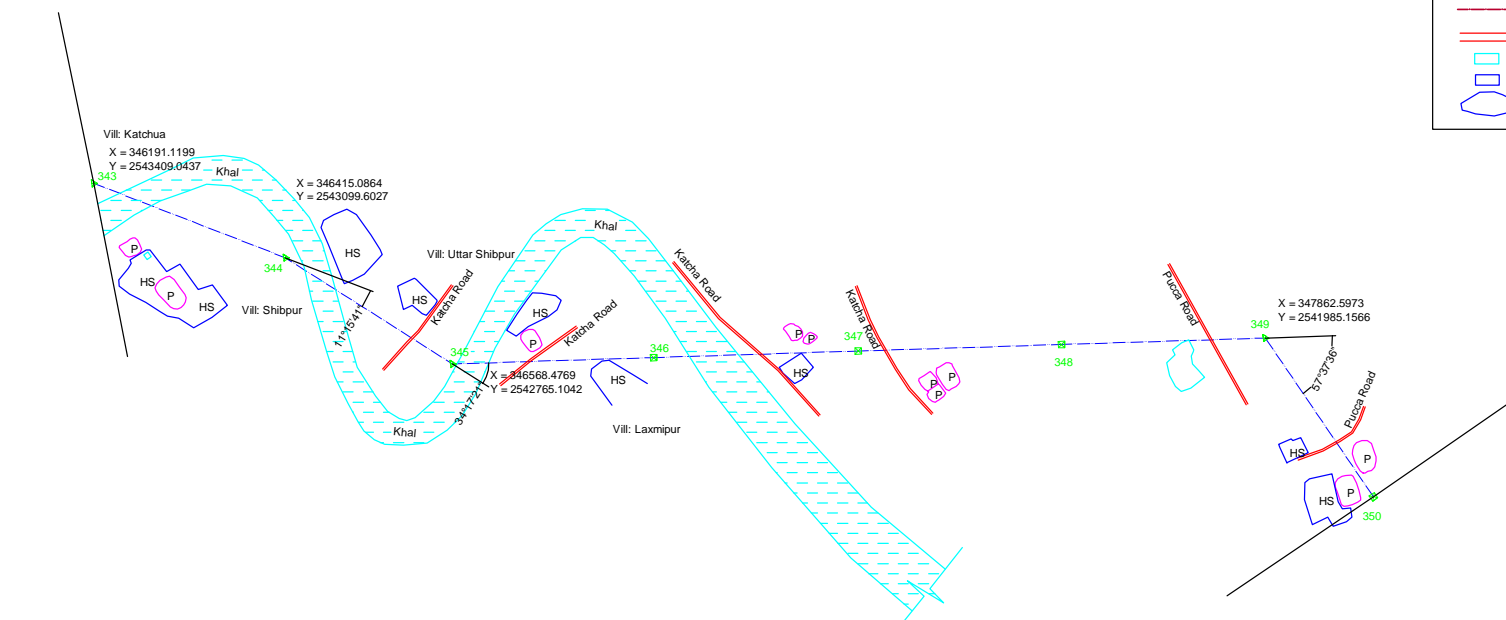 Vill: Katchua
X = 346191.1199
Y = 2543409.0437
343
Khal
X = 346415.0864
Y = 2543099.6027
P
HS
P
HS
344
Vill: Shibpur
11°15'41"
HS
Vill: Uttar Shibpur
HS
Katcha Road
345
X = 346568.4769
Y = 2542765.1042
34°17'21"
Khal
Khal
HS
P
Katcha Road
HS
346
Vill: Laxmipur
Katcha Road
P
P
HS
347
Katcha Road
P
P
P
348
Pucca Road
349
X = 347862.5973
Y = 2541985.1566
57°37'36"
Pucca Road
HS
P
HS
P
350